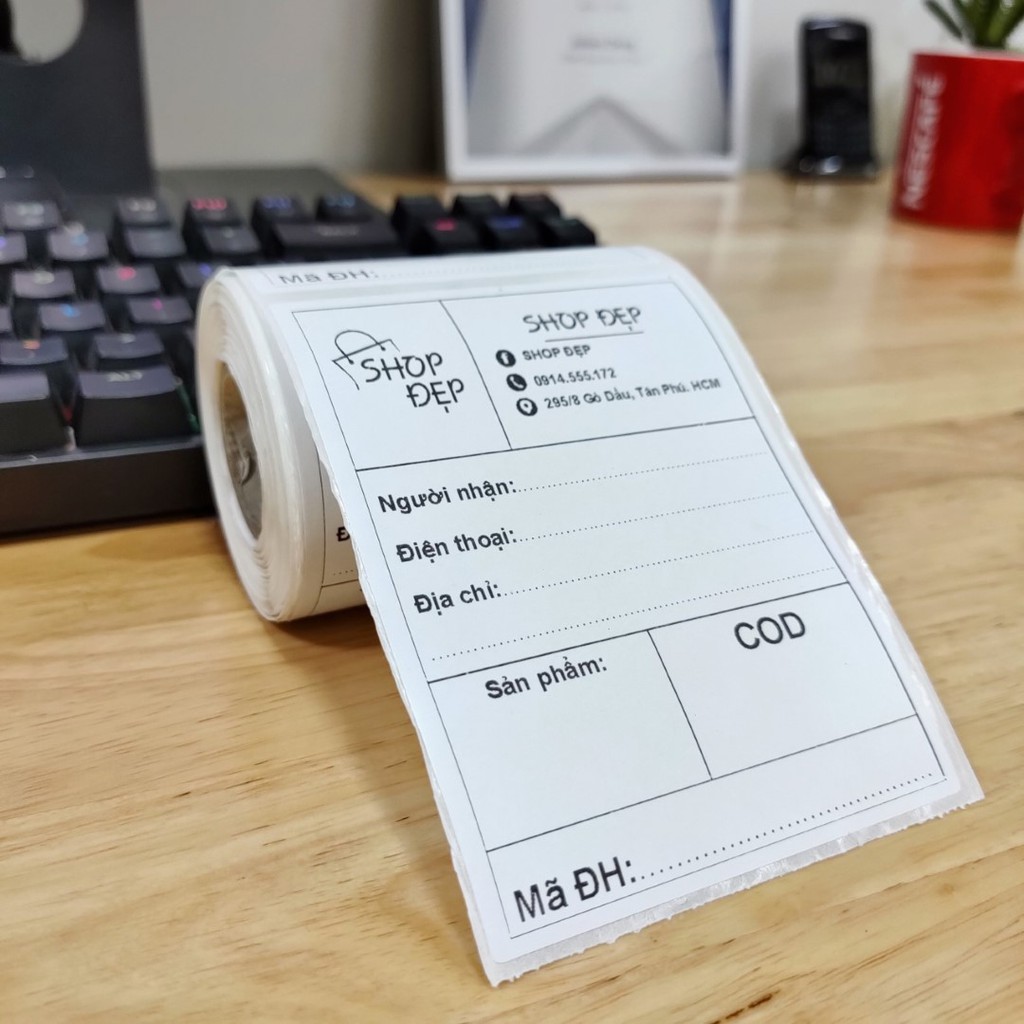 Mã ĐH:
SHOP
ĐẸP
SHOP ĐẸP
SHOP ĐẸP
0914.555.172
295/8 Gò Dầu, Tân Phú. HCM
Người nhận:
Điện thoại:
Địa chỉ:
Sản phẩm:
COD
Mã ĐH:
NESCAFÉ